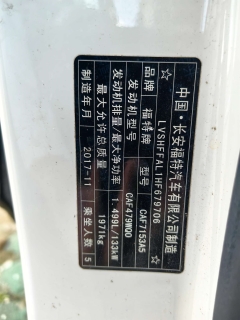 中国·长安福特汽车有限公司制造
☆LVSHFFAL1HF679706☆
品牌 福特牌 型号 CAF7153A5
发动机型号 CAF479WQ0
发动机排量/最大净功率 1.499L/133kW
最大允许总质量 1971kg
制造年月 2017-11 乘坐人数 5